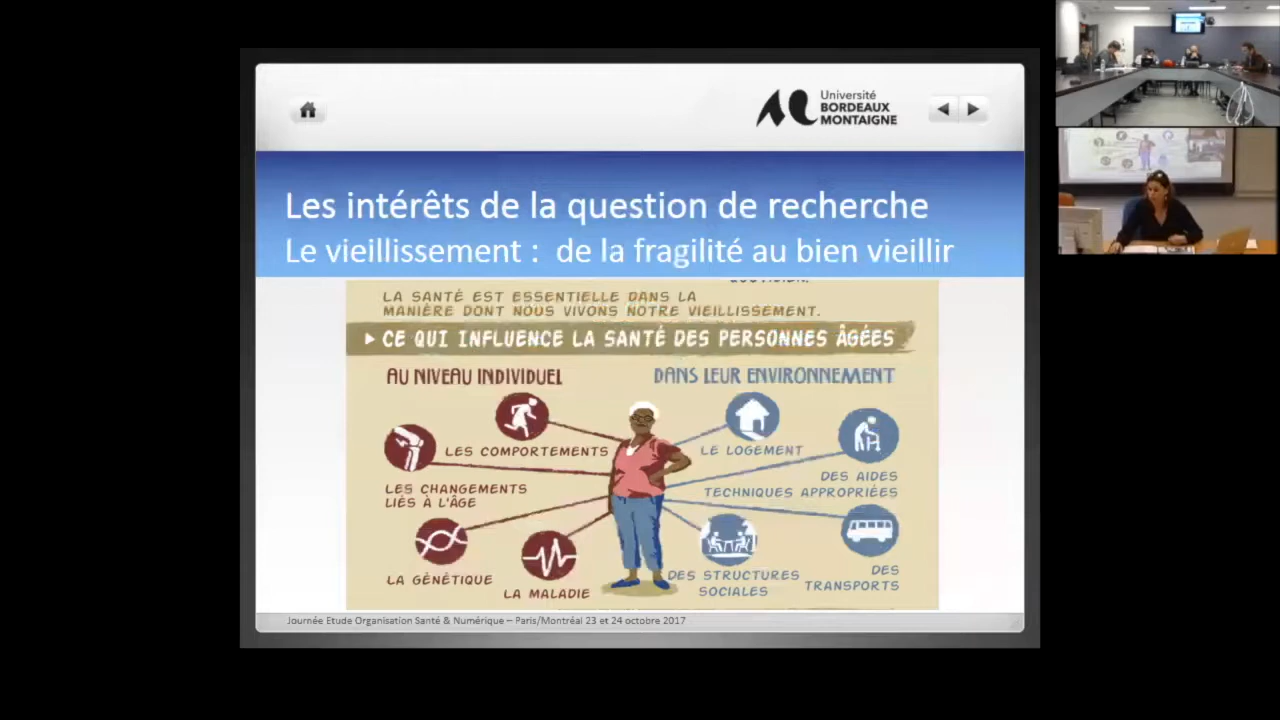 Université
BORDEAUX
MONTAIGNE
Les intérêts de la question de recherche
Le vieillissement : de la fragilité au bien vieillir
LA SANTÉ EST ESSENTIELLE DANS LA
MANIÈRE DONT NOUS VIVONS NOTRE VIEILLISSEMENT.
CE QUI INFLUENCE LA SANTÉ DES PERSONNES ÂGÉES
AU NIVEAU INDIVIDUEL
DANS LEUR ENVIRONNEMENT
LES COMPORTEMENTS
LE LOGEMENT
LES CHANGEMENTS
LIÉS À L'ÂGE
DES AIDES
TECHNIQUES APPROPRIÉES
LA GÉNÉTIQUE
LA MALADIE
DES STRUCTURES
SOCIALES
DES
TRANSPORTS
Journée Etude Organisation Santé & Numérique – Paris/Montréal 23 et 24 octobre 2017